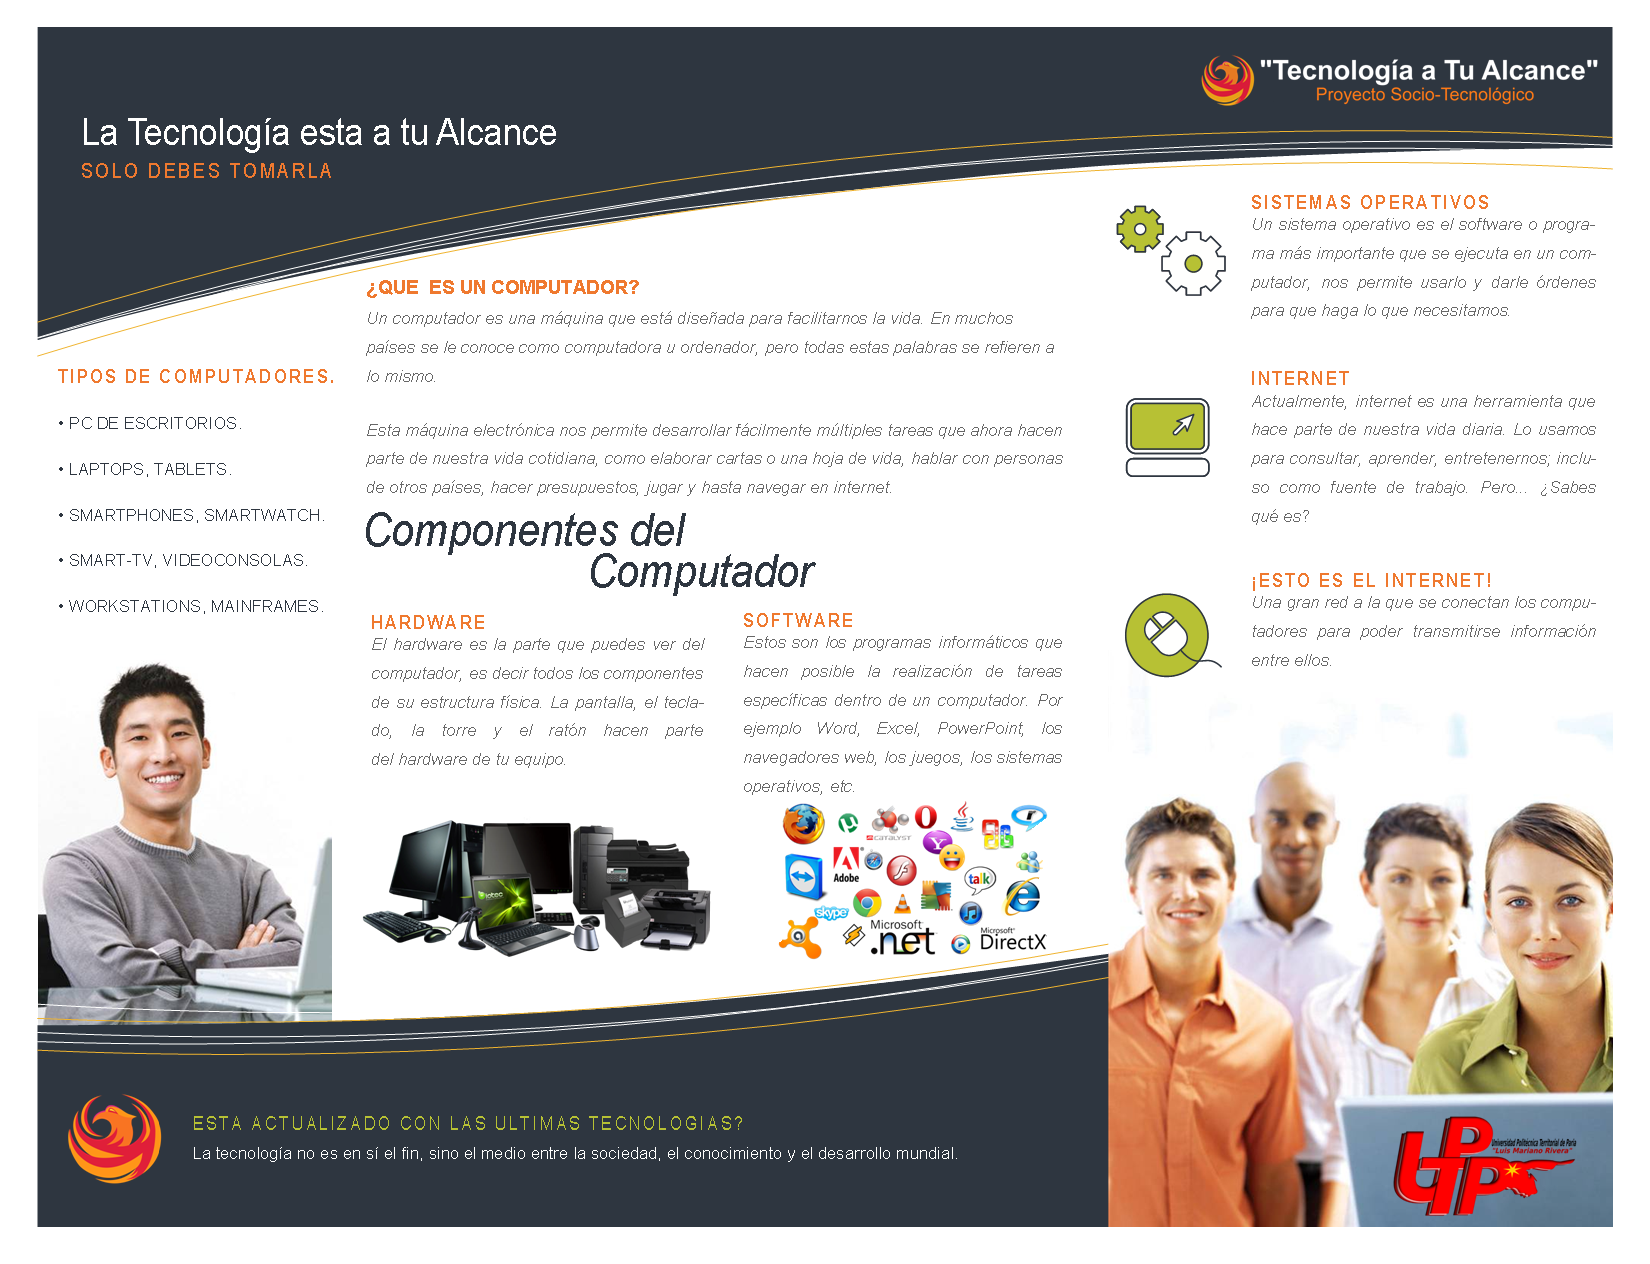 "Tecnología a Tu Alcance"
Proyecto Socio-Tecnológico
La Tecnología esta a tu Alcance
SOLO DEBES TOMARLA
TIPOS DE COMPUTADORES.
• PC DE ESCRITORIOS.
• LAPTOPS, TABLETS.
• SMARTPHONES, SMARTWATCH.
• SMART-TV, VIDEOCONSOLAS.
• WORKSTATIONS, MAINFRAMES.
¿QUE ES UN COMPUTADOR?
Un computador es una máquina que está diseñada para facilitarnos la vida. En muchos
países se le conoce como computadora u ordenador, pero todas estas palabras se refieren a
lo mismo.
Esta máquina electrónica nos permite desarrollar fácilmente múltiples tareas que ahora hacen
parte de nuestra vida cotidiana, como elaborar cartas o una hoja de vida, hablar con personas
de otros países, hacer presupuestos, jugar y hasta navegar en internet.
Componentes del
Computador
HARDWARE
El hardware es la parte que puedes ver del
computador, es decir todos los componentes
de su estructura física. La pantalla, el tecla-
do, la torre y el ratón hacen parte
del hardware de tu equipo.
SOFTWARE
Estos son los programas informáticos que
hacen posible la realización de tareas
específicas dentro de un computador. Por
ejemplo Word, Excel, PowerPoint, los
navegadores web, los juegos, los sistemas
operativos, etc.
CATALYST
Adobe
talk
skype
Microsoft
.net
Microsoft
DirectX
SISTEMAS OPERATIVOS
Un sistema operativo es el software o progra-
ma más importante que se ejecuta en un com-
putador, nos permite usarlo y darle órdenes
para que haga lo que necesitamos.
INTERNET
Actualmente, internet es una herramienta que
hace parte de nuestra vida diaria. Lo usamos
para consultar, aprender, entretenernos; inclu-
so como fuente de trabajo. Pero... ¿Sabes
qué es?
¡ESTO ES EL INTERNET!
Una gran red a la que se conectan los compu-
tadores para poder transmitirse información
entre ellos.
ESTA ACTUALIZADO CON LAS ULTIMAS TECNOLOGIAS?
La tecnología no es en sí el fin, sino el medio entre la sociedad, el conocimiento y el desarrollo mundial.
UPTP
Universidad Politécnica Territorial de Paria
"Luis Mariano Rivera"